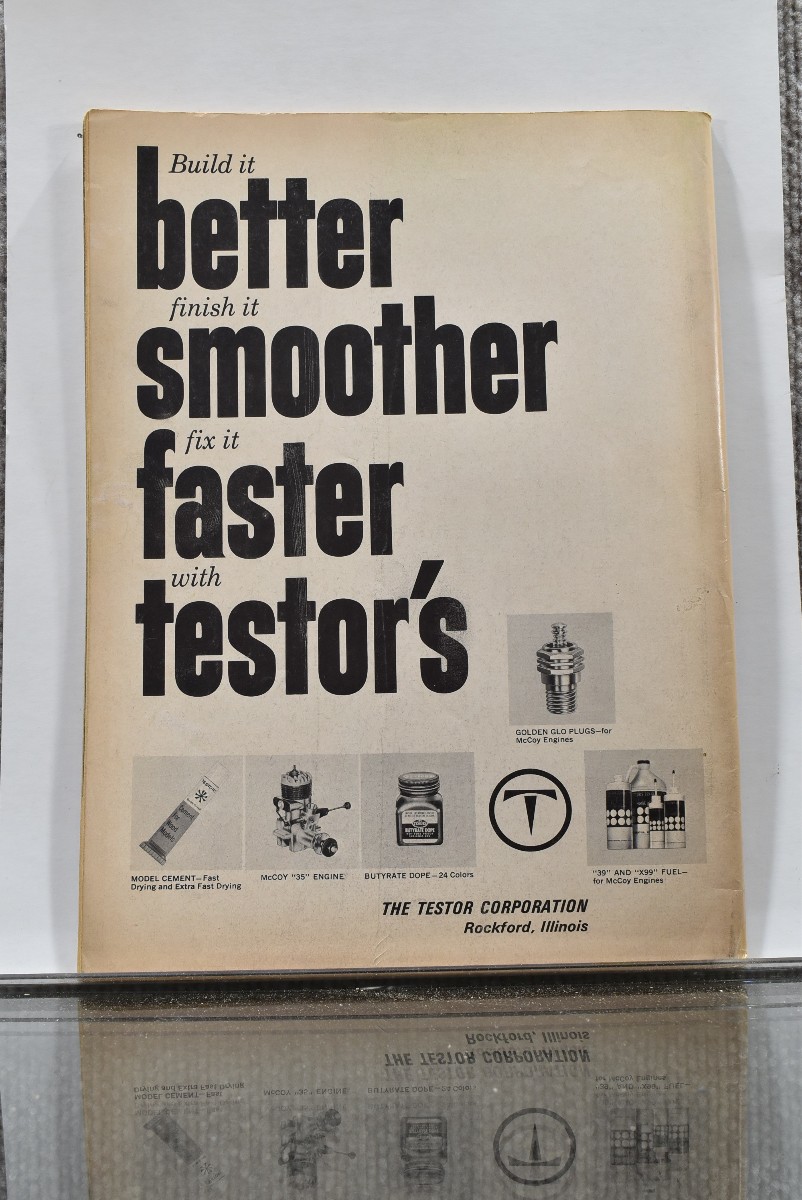 Build it
better
finish it
smoother
fix it
faster
with
testor's
GOLDEN GLO PLUGS—for
McCoy Engines
MODEL CEMENT—Fast
Drying and Extra Fast Drying
McCOY "35" ENGINE
BUTYRATE DOPE—24 Colors
"39" AND "X99" FUEL—
for McCoy Engines
BUTYRATE DOPE
THE TESTOR CORPORATION
Rockford, Illinois